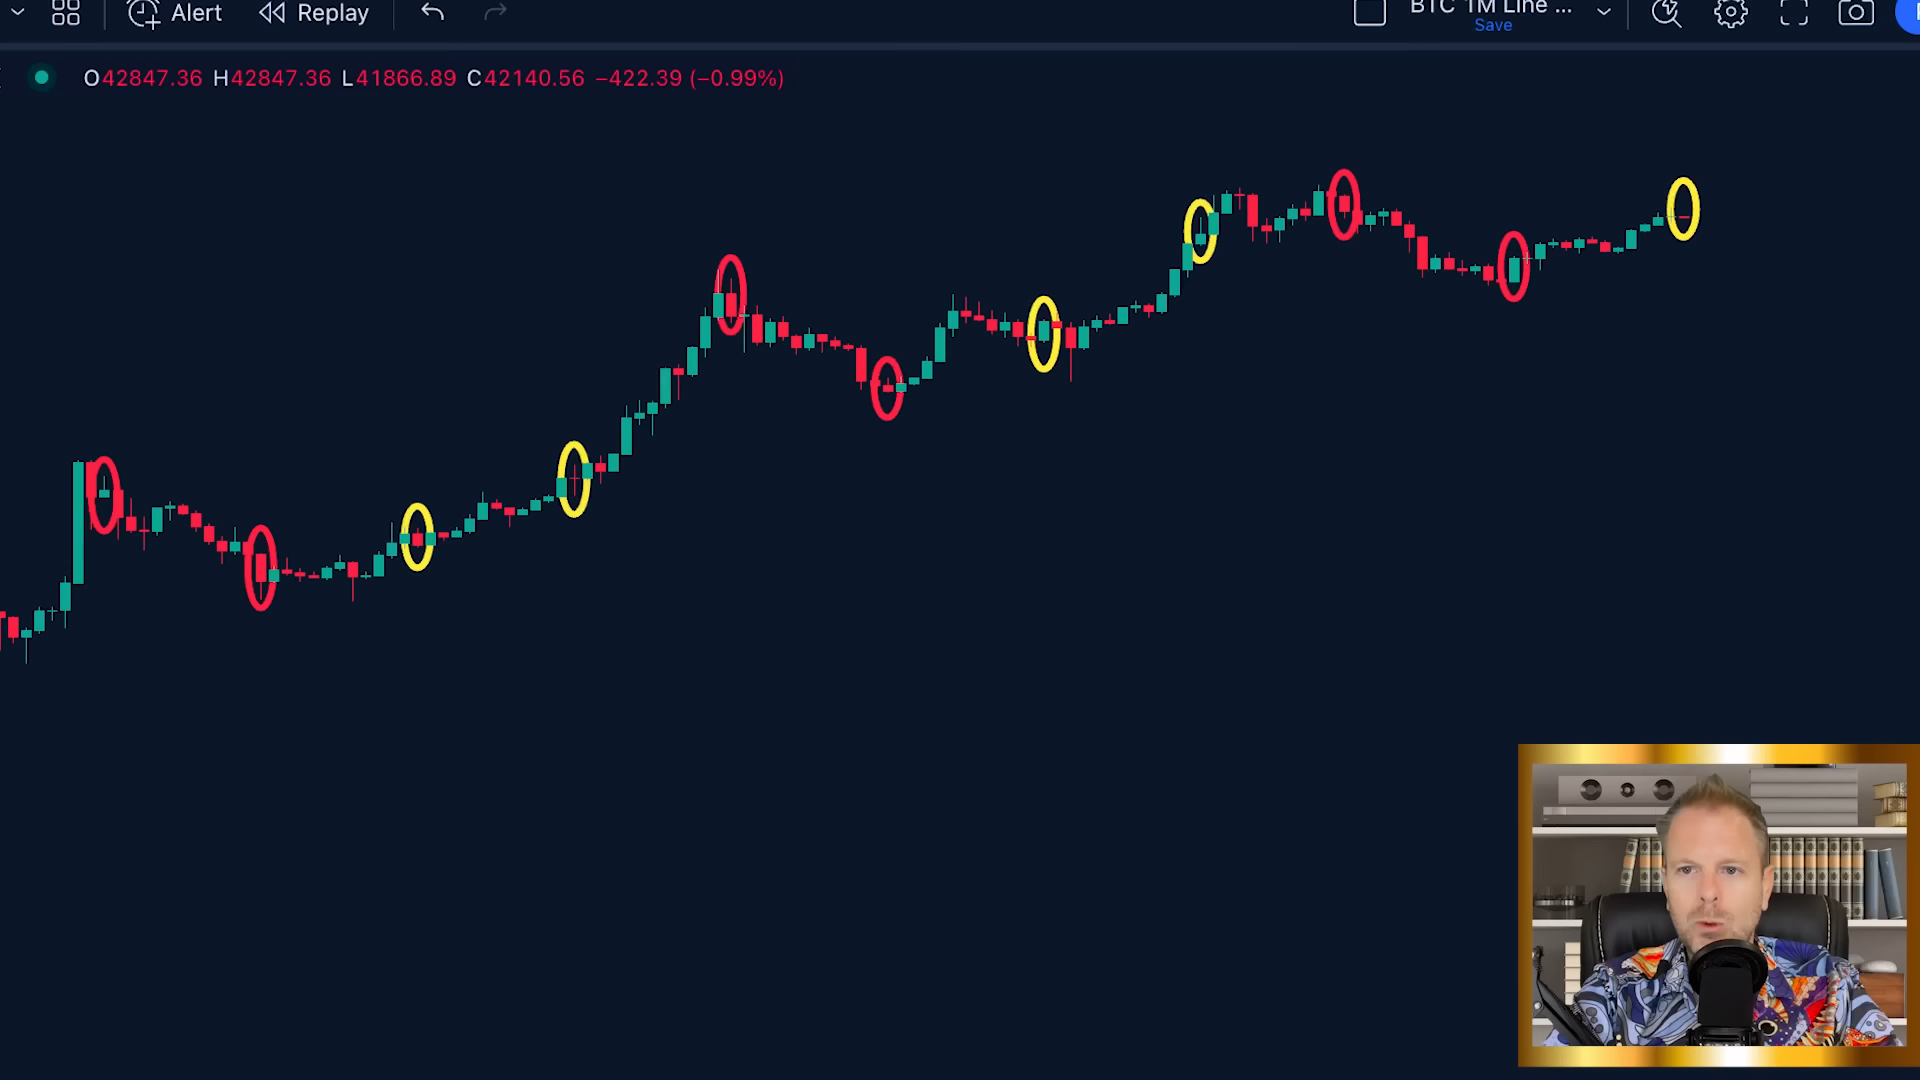 Alert
Replay
BTC 1M Line ...
Save
O42847.36 H42847.36 L41866.89 C42140.56 −422.39 (−0.99%)